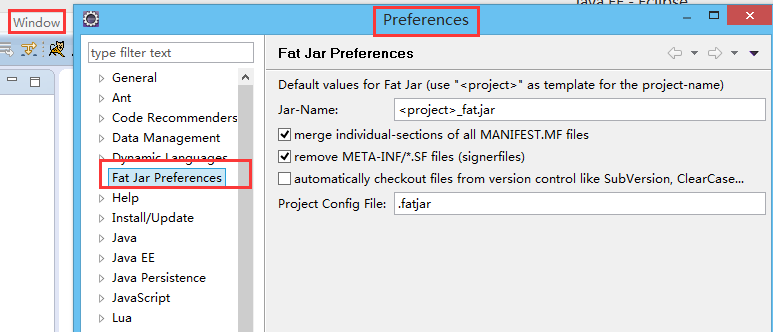 Java EE - Eclipse
Window
Preferences
type filter text
General
Ant
Code Recommenders
Data Management
Dynamic Languages
Fat Jar Preferences
Help
Install/Update
Java
Java EE
Java Persistence
JavaScript
Lua
Fat Jar Preferences
Default values for Fat Jar (use "<project>" as template for the project-name)
Jar-Name:
<project>_fat.jar
merge individual-sections of all MANIFEST.MF files
remove META-INF/*.SF files (signerfiles)
automatically checkout files from version control like SubVersion, ClearCase...
Project Config File:
.fatjar